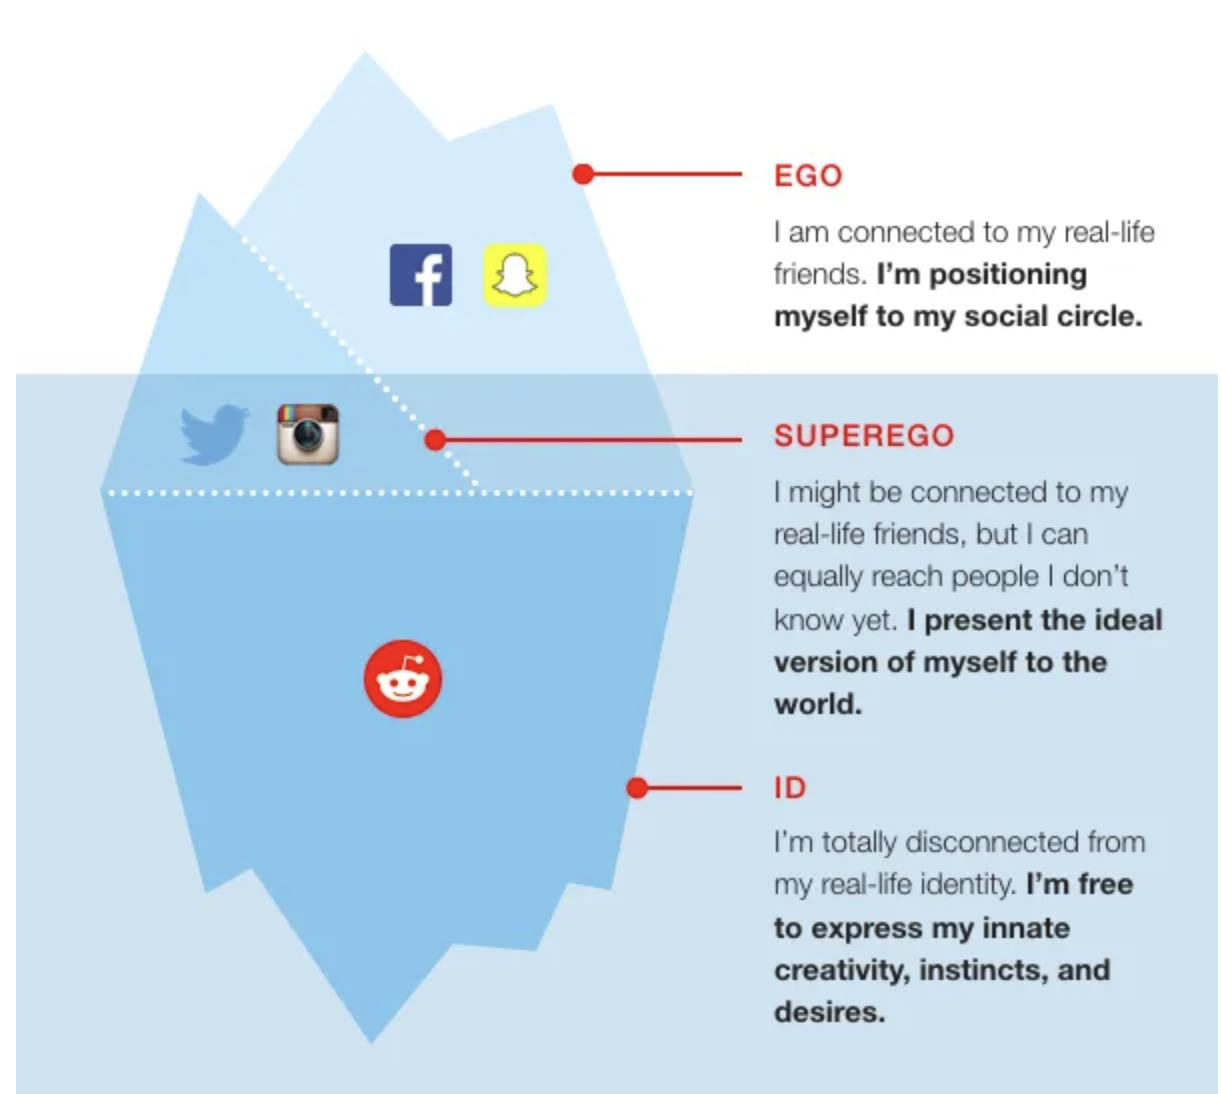 EGO
I am connected to my real-life
friends. I’m positioning
myself to my social circle.
SUPEREGO
I might be connected to my
real-life friends, but I can
equally reach people I don’t
know yet. I present the ideal
version of myself to the
world.
ID
I’m totally disconnected from
my real-life identity. I’m free
to express my innate
creativity, instincts, and
desires.